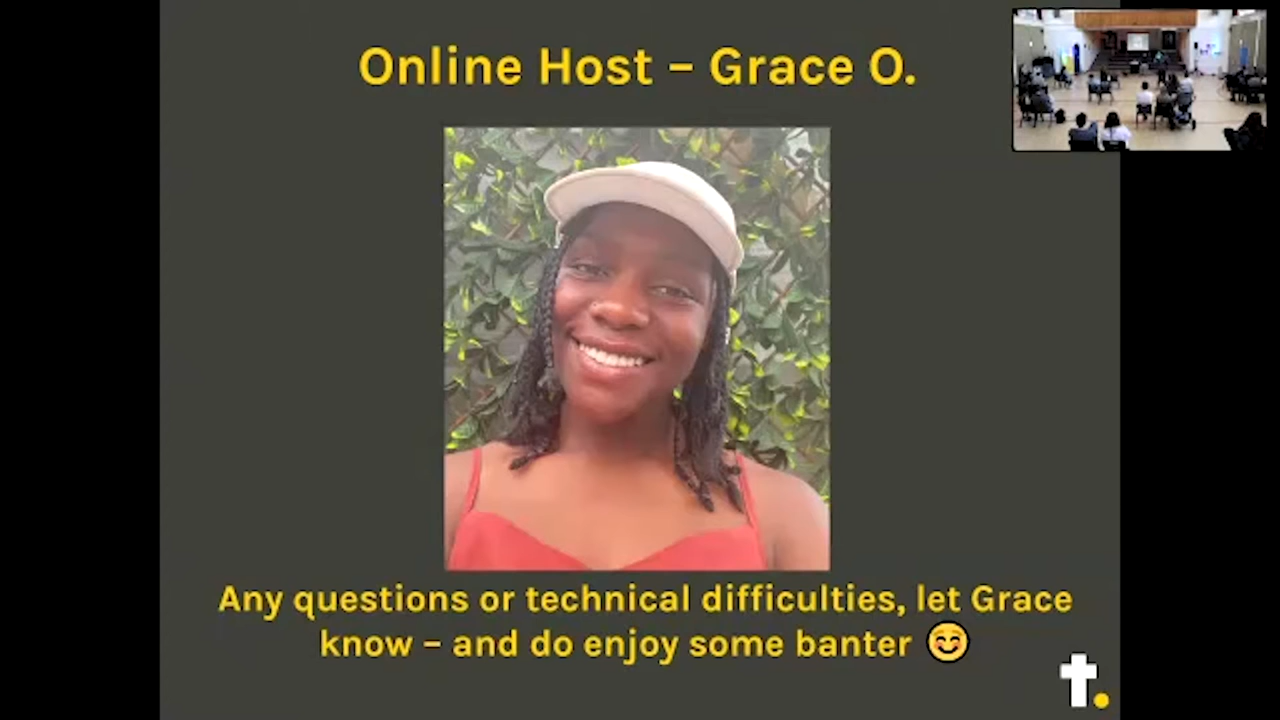 Online Host – Grace O.
Any questions or technical difficulties, let Grace
know – and do enjoy some banter 😊